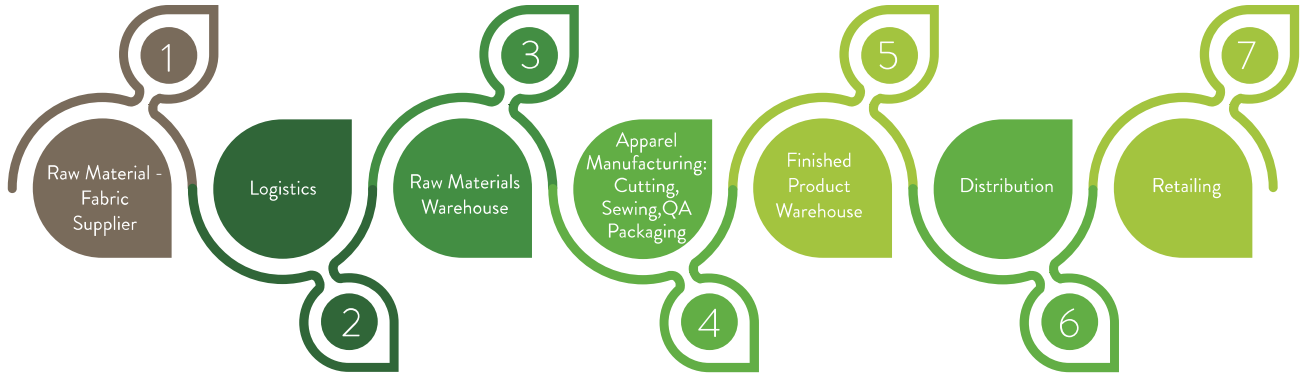 1
Raw Material -
Fabric
Supplier
2
Logistics
3
Raw Materials
Warehouse
4
Apparel
Manufacturing:
Cutting,
Sewing,QA
Packaging
5
Finished
Product
Warehouse
6
Distribution
7
Retailing